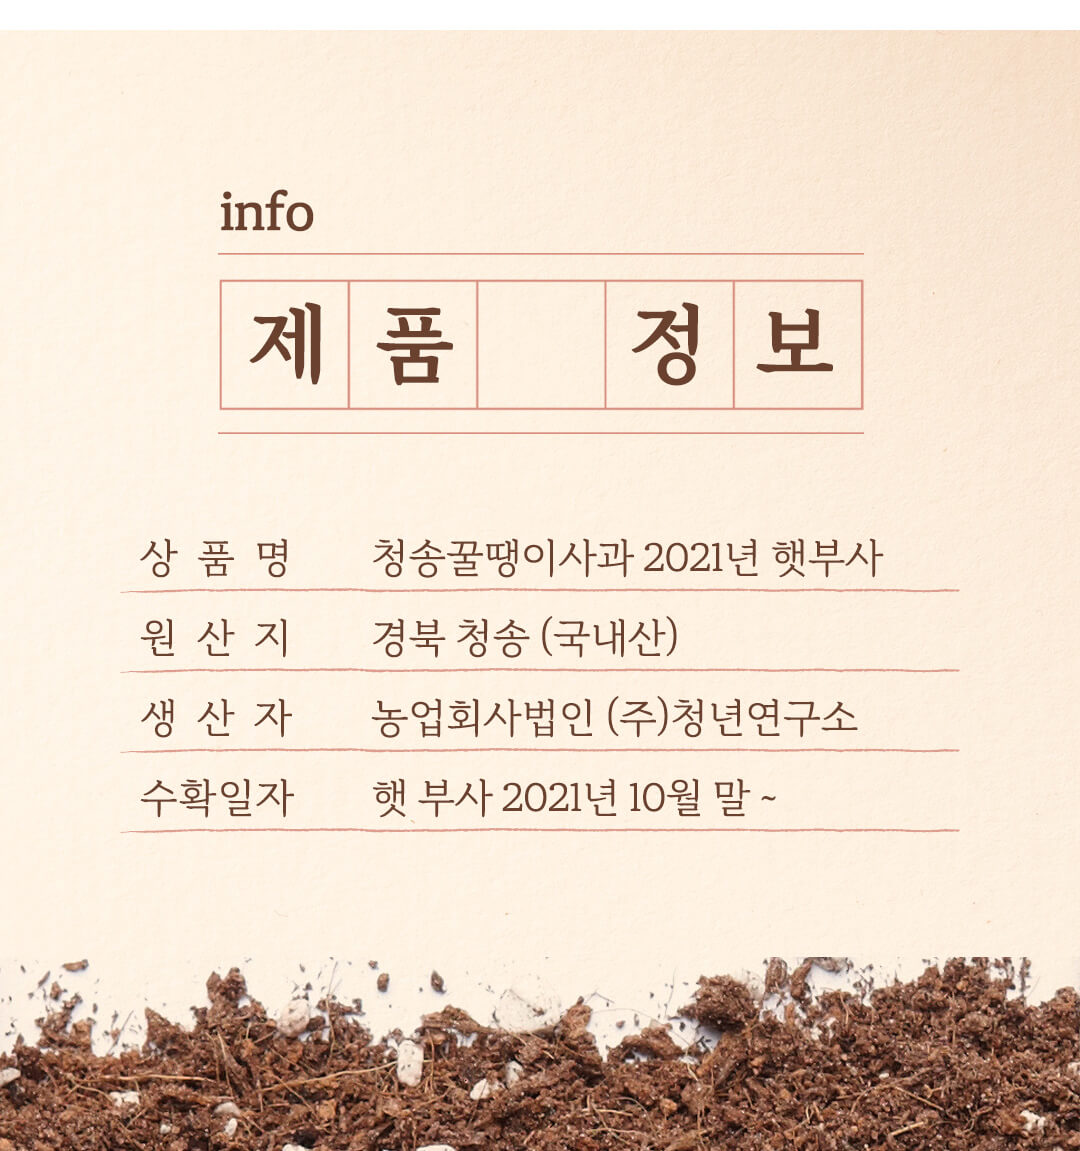 info
제품 정보
상품명 청송꿀땡이사과 2021년 햇부사
원산지 경북 청송 (국내산)
생산자 농업회사법인 (주)청년연구소
수확일자 햇 부사 2021년 10월 말 ~